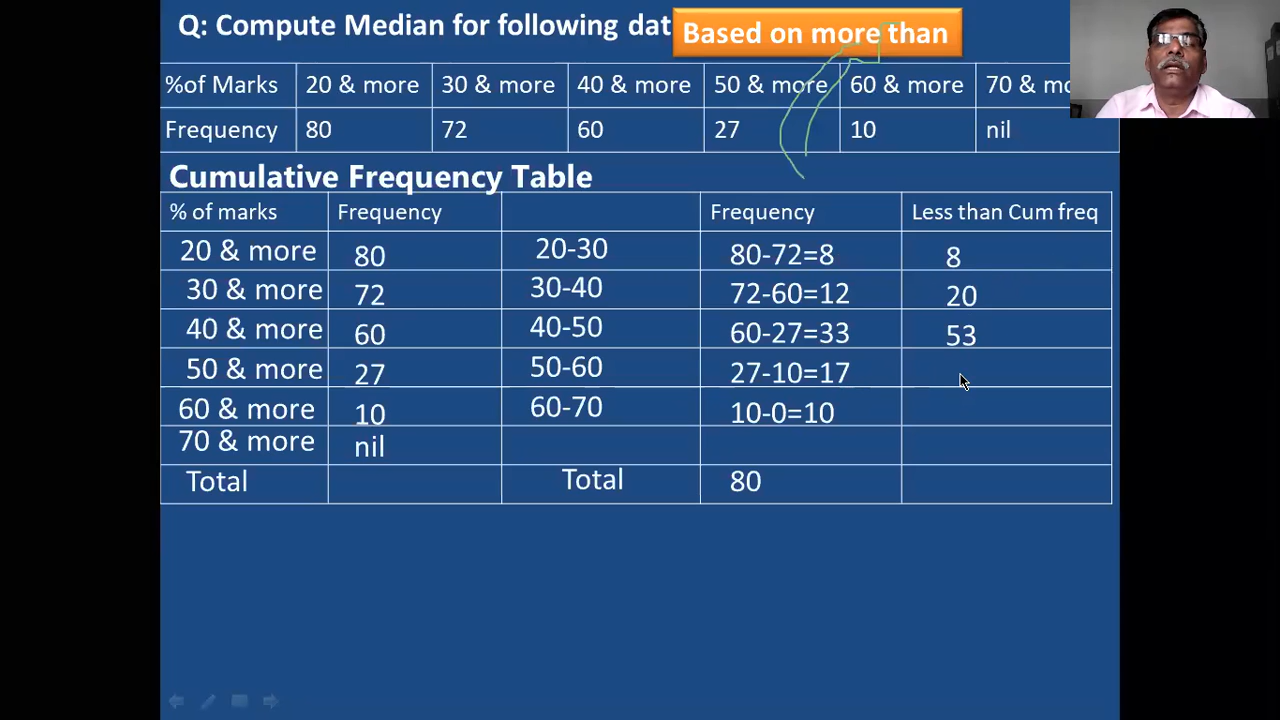 Q: Compute Median for following dat
Based on more than
%of Marks 20 & more 30 & more 40 & more 50 & more 60 & more 70 & mo
Frequency 80 72 60 27 10 nil
Cumulative Frequency Table
% of marks Frequency Frequency Less than Cum freq
20 & more 80 20-30 80-72=8 8
30 & more 72 30-40 72-60=12 20
40 & more 60 40-50 60-27=33 53
50 & more 27 50-60 27-10=17
60 & more 10 60-70 10-0=10
70 & more nil
Total Total 80